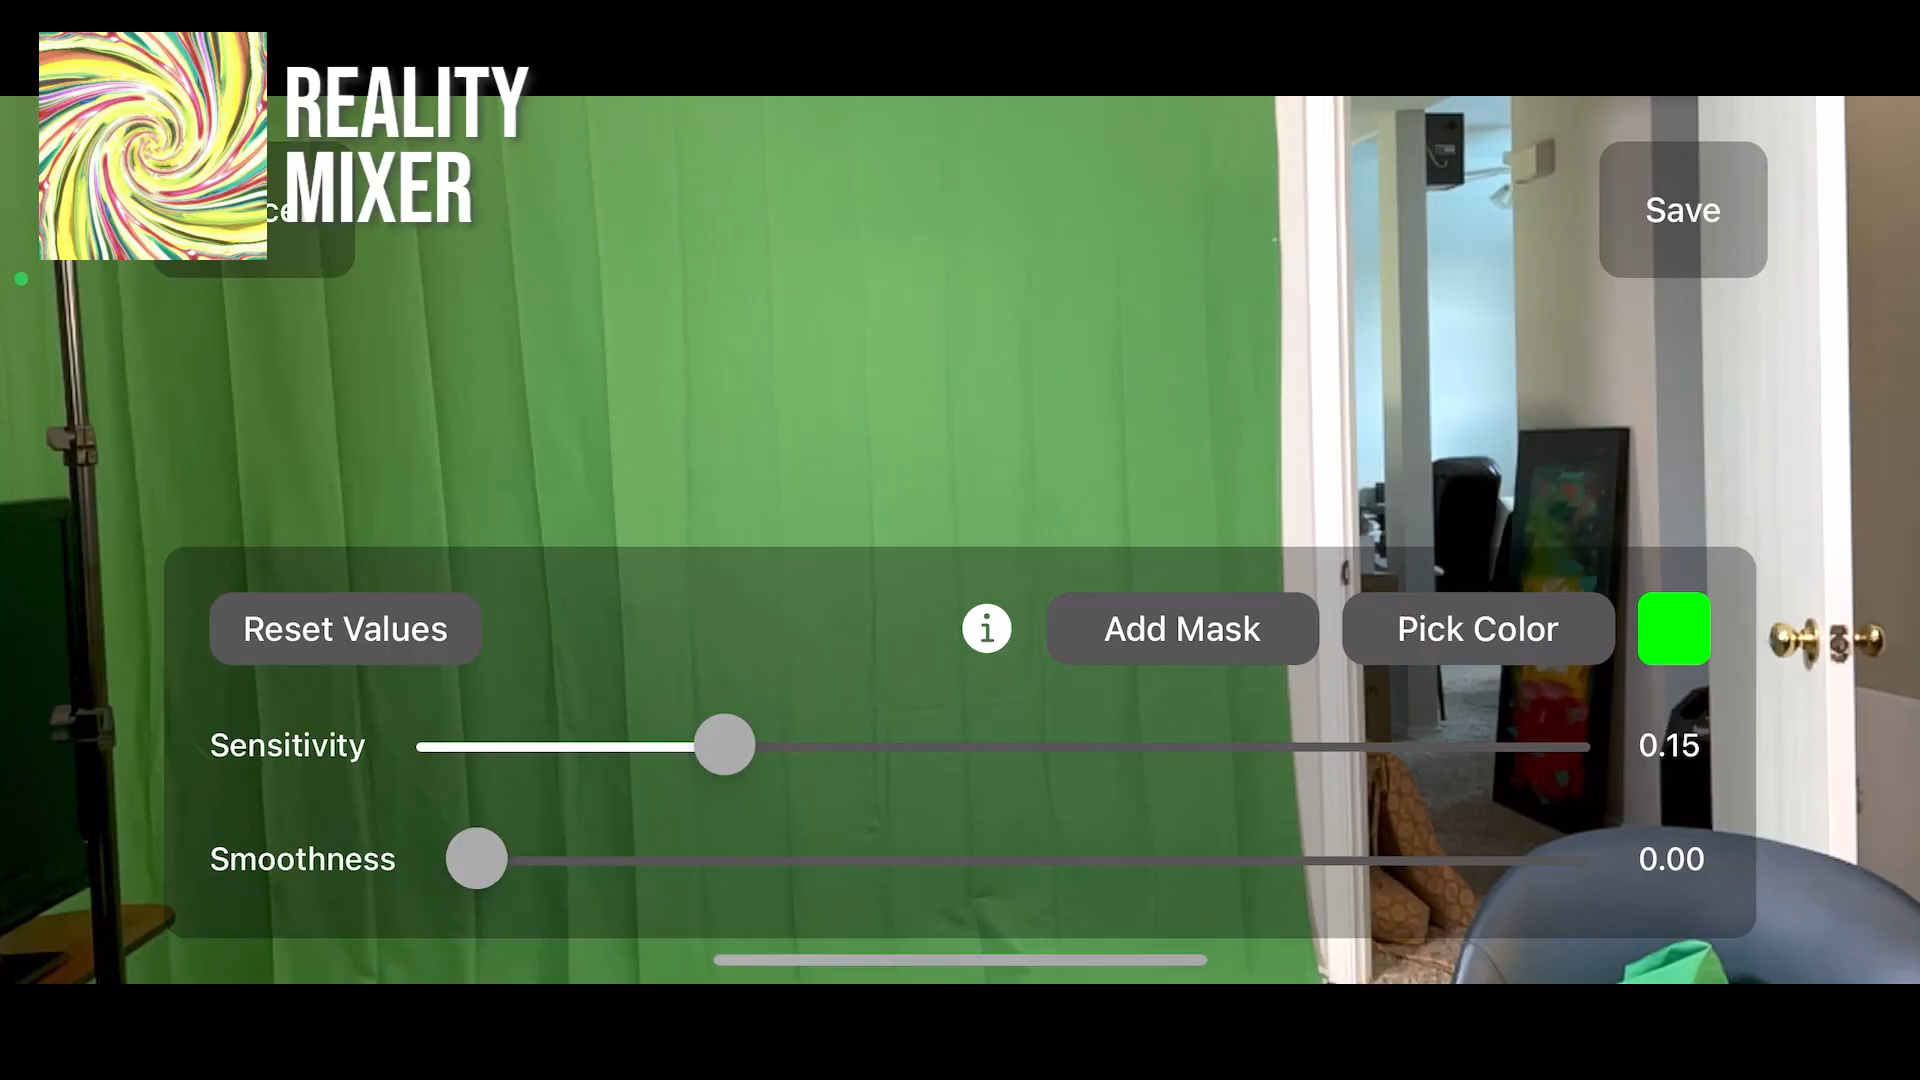 REALITY
MIXER
Save
Reset Values
i
Add Mask
Pick Color
Sensitivity
0.15
Smoothness
0.00